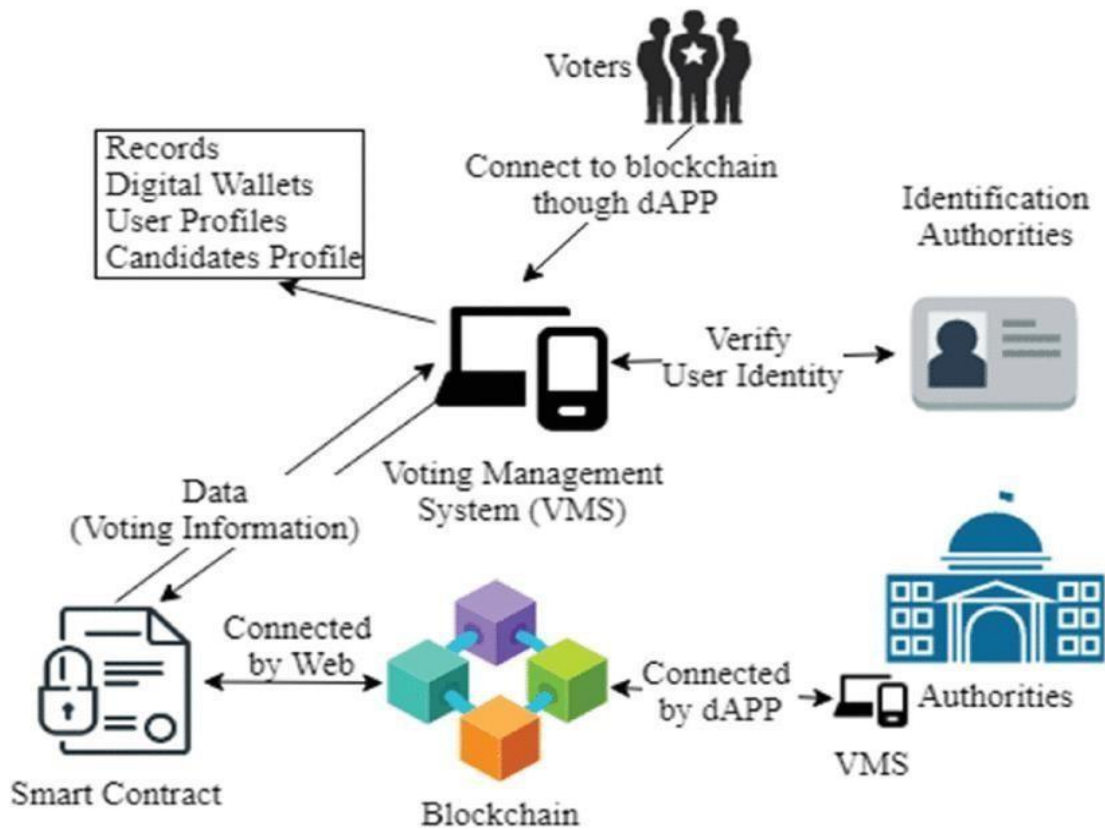 Voters
Connect to blockchain
though dAPP
Records
Digital Wallets
User Profiles
Candidates Profile
Identification
Authorities
Verify
User Identity
Voting Management
System (VMS)
Data
(Voting Information)
Connected
by Web
Connected
by dAPP
Authorities
VMS
Smart Contract
Blockchain